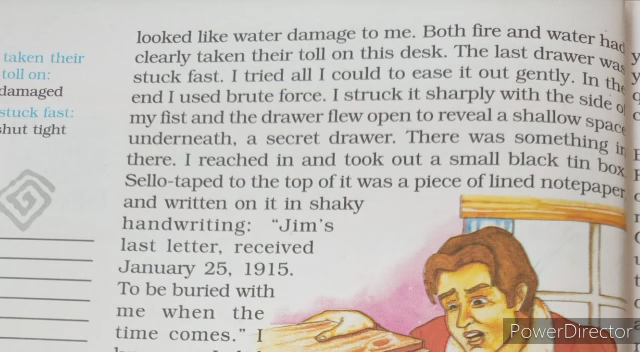 looked like water damage to me. Both fire and water had
clearly taken their toll on this desk. The last drawer was
stuck fast. I tried all I could to ease it out gently. In the
end I used brute force. I struck it sharply with the side of
my fist and the drawer flew open to reveal a shallow space
underneath, a secret drawer. There was something in
there. I reached in and took out a small black tin box
Sello-taped to the top of it was a piece of lined notepaper
and written on it in shaky
handwriting: “Jim’s
last letter, received
January 25, 1915.
To be buried with
me when the
time comes.” I
taken their
toll on:
damaged
stuck fast:
shut tight
PowerDirector